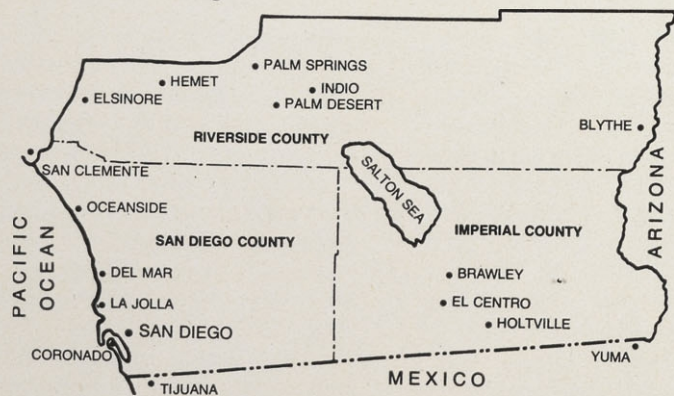 PALM SPRINGS
HEMET
INDIO
ELSINORE
PALM DESERT
BLYTHE
RIVERSIDE COUNTY
SAN CLEMENTE
SALTON SEA
ARIZONA
OCEANSIDE
PACIFIC
OCEAN
SAN DIEGO COUNTY
IMPERIAL COUNTY
DEL MAR
BRAWLEY
LA JOLLA
EL CENTRO
SAN DIEGO
HOLTVILLE
CORONADO
YUMA
MEXICO
TIJUANA